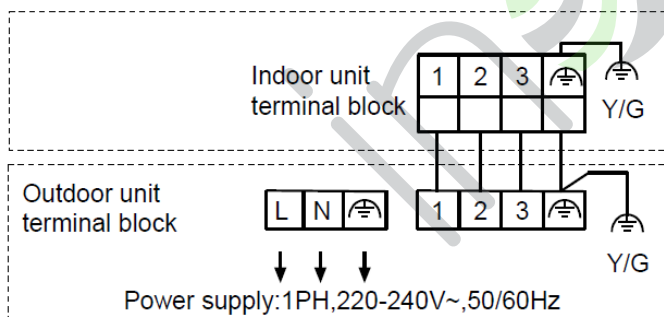 Indoor unit
terminal block
1 2 3
Y/G
Outdoor unit
terminal block
L N
1 2 3
Y/G
Power supply:1PH,220-240V~,50/60Hz